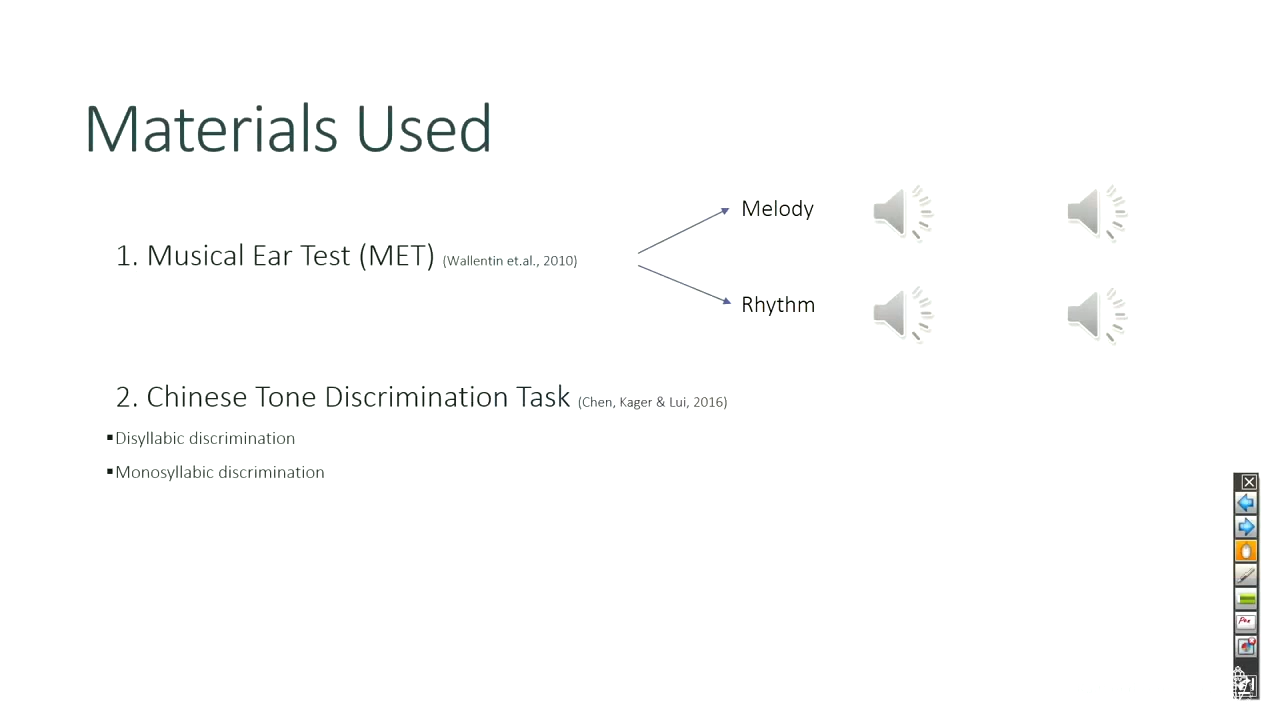 Materials Used
1. Musical Ear Test (MET) (Wallentin et.al., 2010)
Melody
Rhythm
2. Chinese Tone Discrimination Task (Chen, Kager & Lui, 2016)
▪Disyllabic discrimination
▪Monosyllabic discrimination
Pen